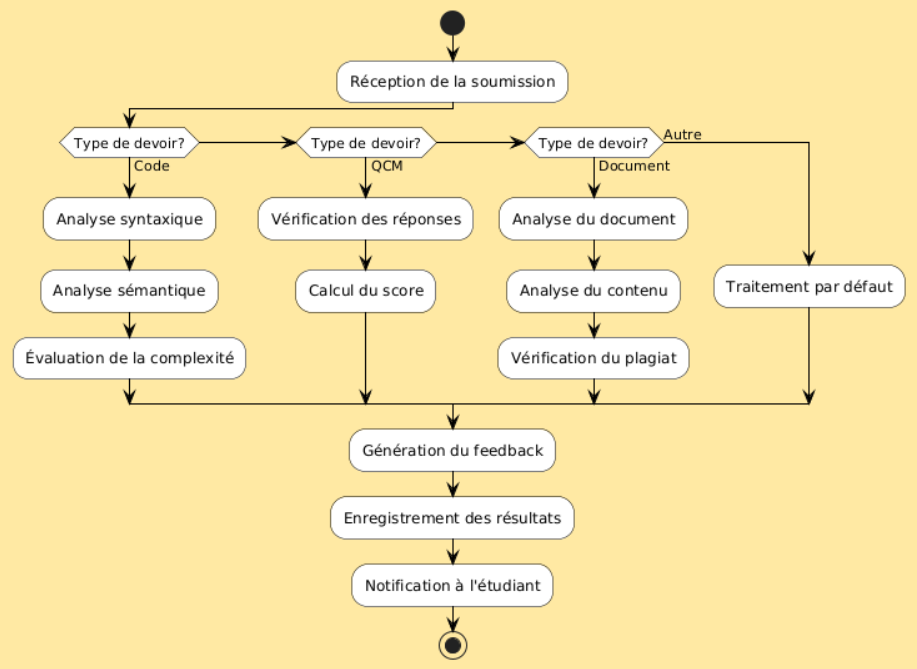 Réception de la soumission
Type de devoir?
Type de devoir?
Type de devoir?
Autre
Code
QCM
Document
Analyse syntaxique
Vérification des réponses
Analyse du document
Analyse sémantique
Calcul du score
Analyse du contenu
Traitement par défaut
Évaluation de la complexité
Vérification du plagiat
Génération du feedback
Enregistrement des résultats
Notification à l'étudiant